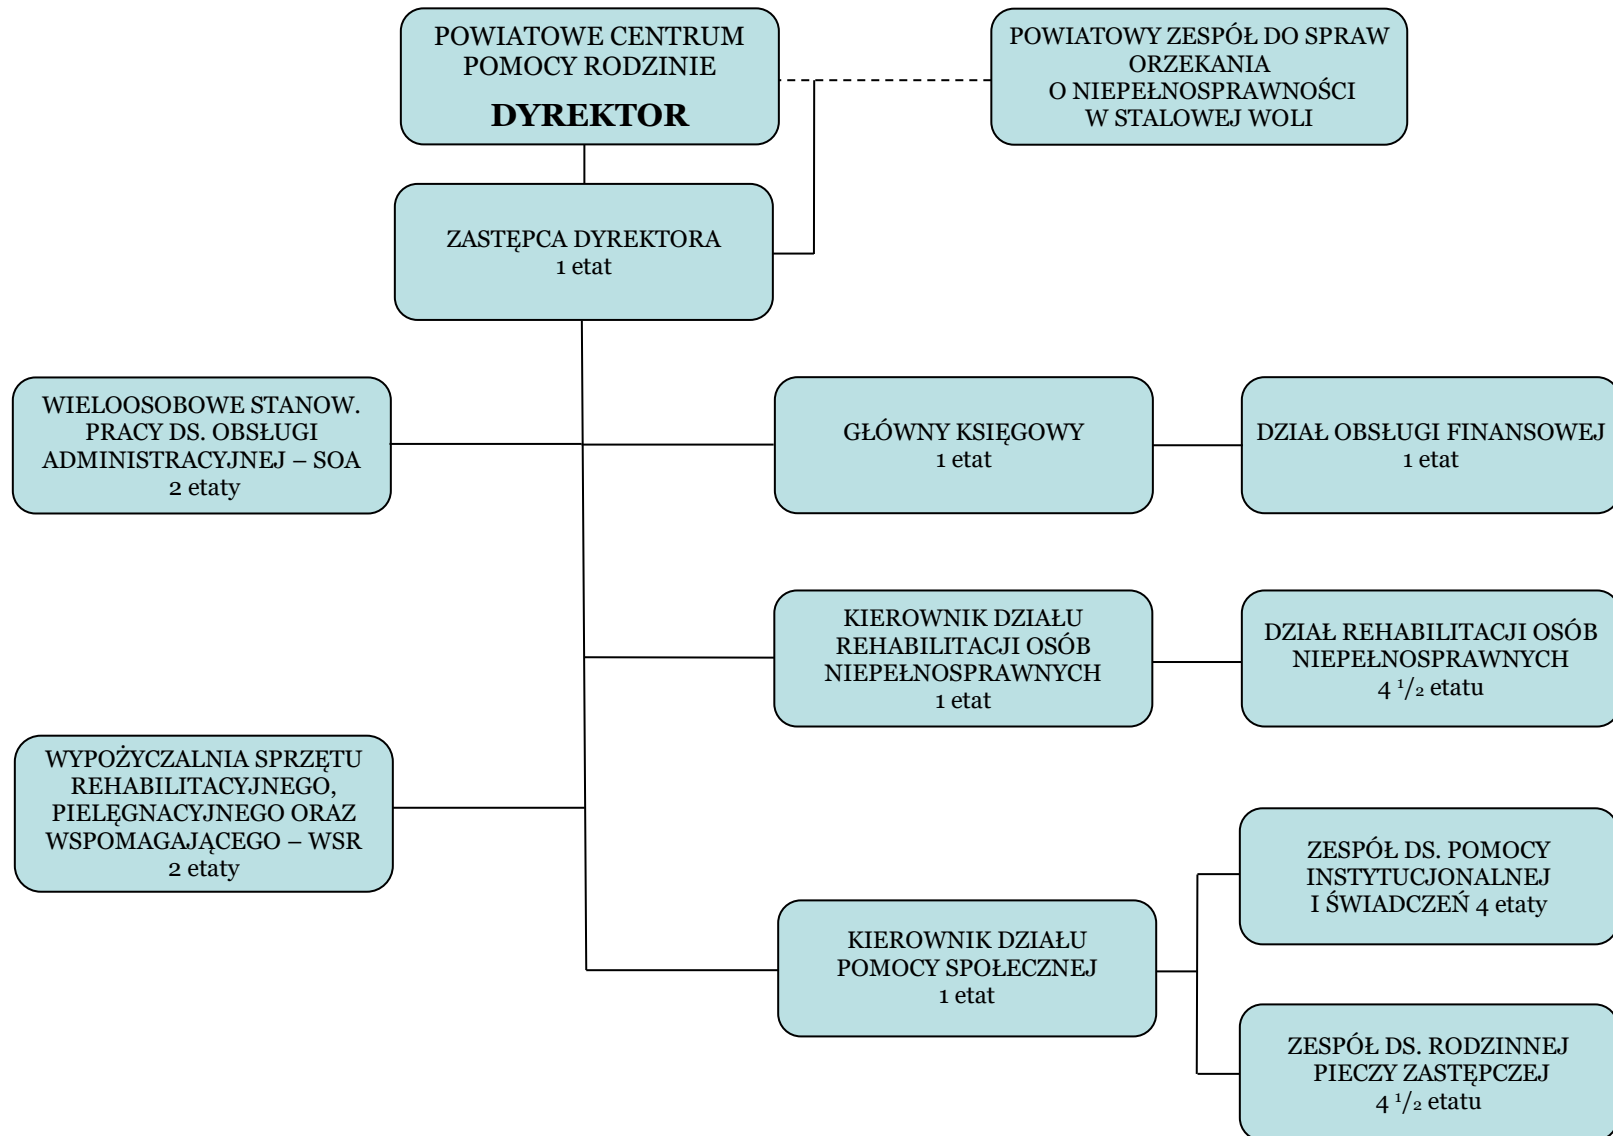 POWIATOWE CENTRUM
POMOCY RODZINIE
DYREKTOR
POWIATOWY ZESPÓŁ DO SPRAW
ORZEKANIA
O NIEPEŁNOSPRAWNOŚCI
W STALOWEJ WOLI
ZASTĘPCA DYREKTORA
1 etat
WIELOOSOBOWE STANOW.
PRACY DS. OBSŁUGI
ADMINISTRACYJNEJ – SOA
2 etaty
GŁÓWNY KSIĘGOWY
1 etat
DZIAŁ OBSŁUGI FINANSOWEJ
1 etat
KIEROWNIK DZIAŁU
REHABILITACJI OSÓB
NIEPEŁNOSPRAWNYCH
1 etat
DZIAŁ REHABILITACJI OSÓB
NIEPEŁNOSPRAWNYCH
4 1/2 etatu
WYPOŻYCZALNIA SPRZĘTU
REHABILITACYJNEGO,
PIELĘGNACYJNEGO ORAZ
WSPOMAGAJĄCEGO – WSR
2 etaty
KIEROWNIK DZIAŁU
POMOCY SPOŁECZNEJ
1 etat
ZESPÓŁ DS. POMOCY
INSTYTUCJONALNEJ
I ŚWIADCZEŃ 4 etaty
ZESPÓŁ DS. RODZINNEJ
PIECZY ZASTĘPCZEJ
4 1/2 etatu